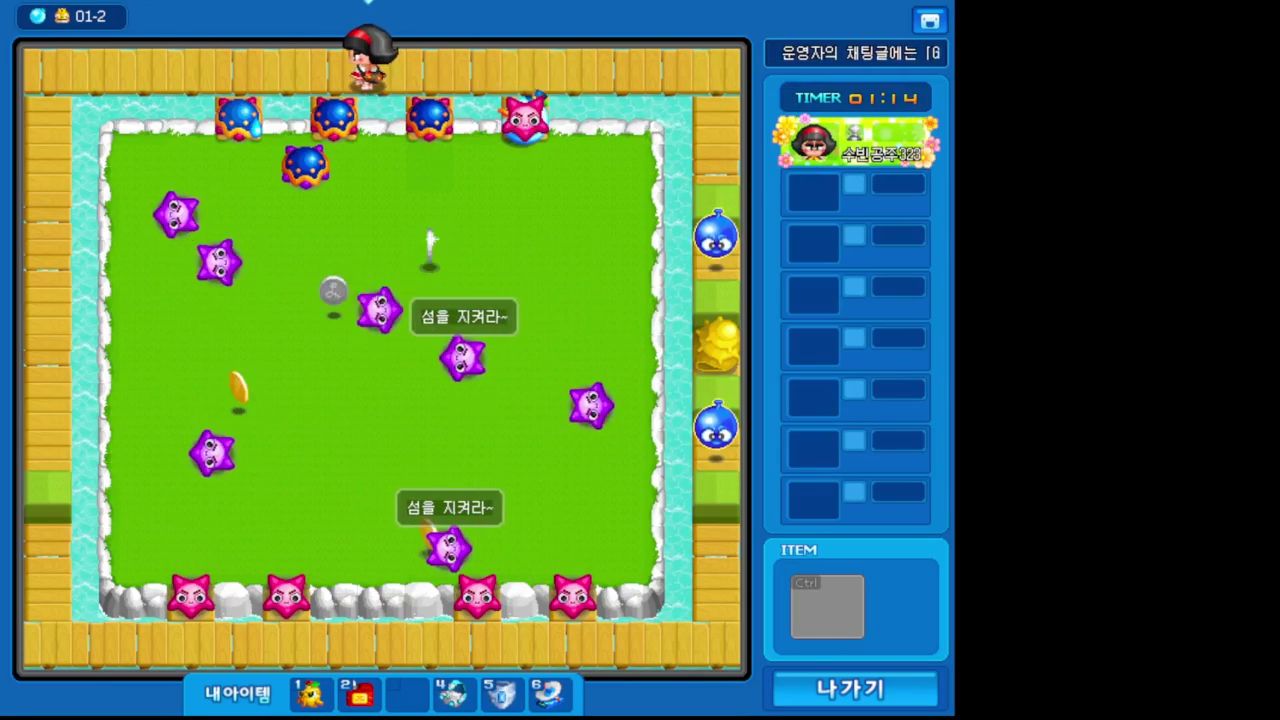 01-2
운영자의 채팅글에는 [G
TIMER 01:14
수빈공주323
섬을 지켜라~
섬을 지켜라~
ITEM
Ctrl
내아이템
1
2
4
5
6
나가기